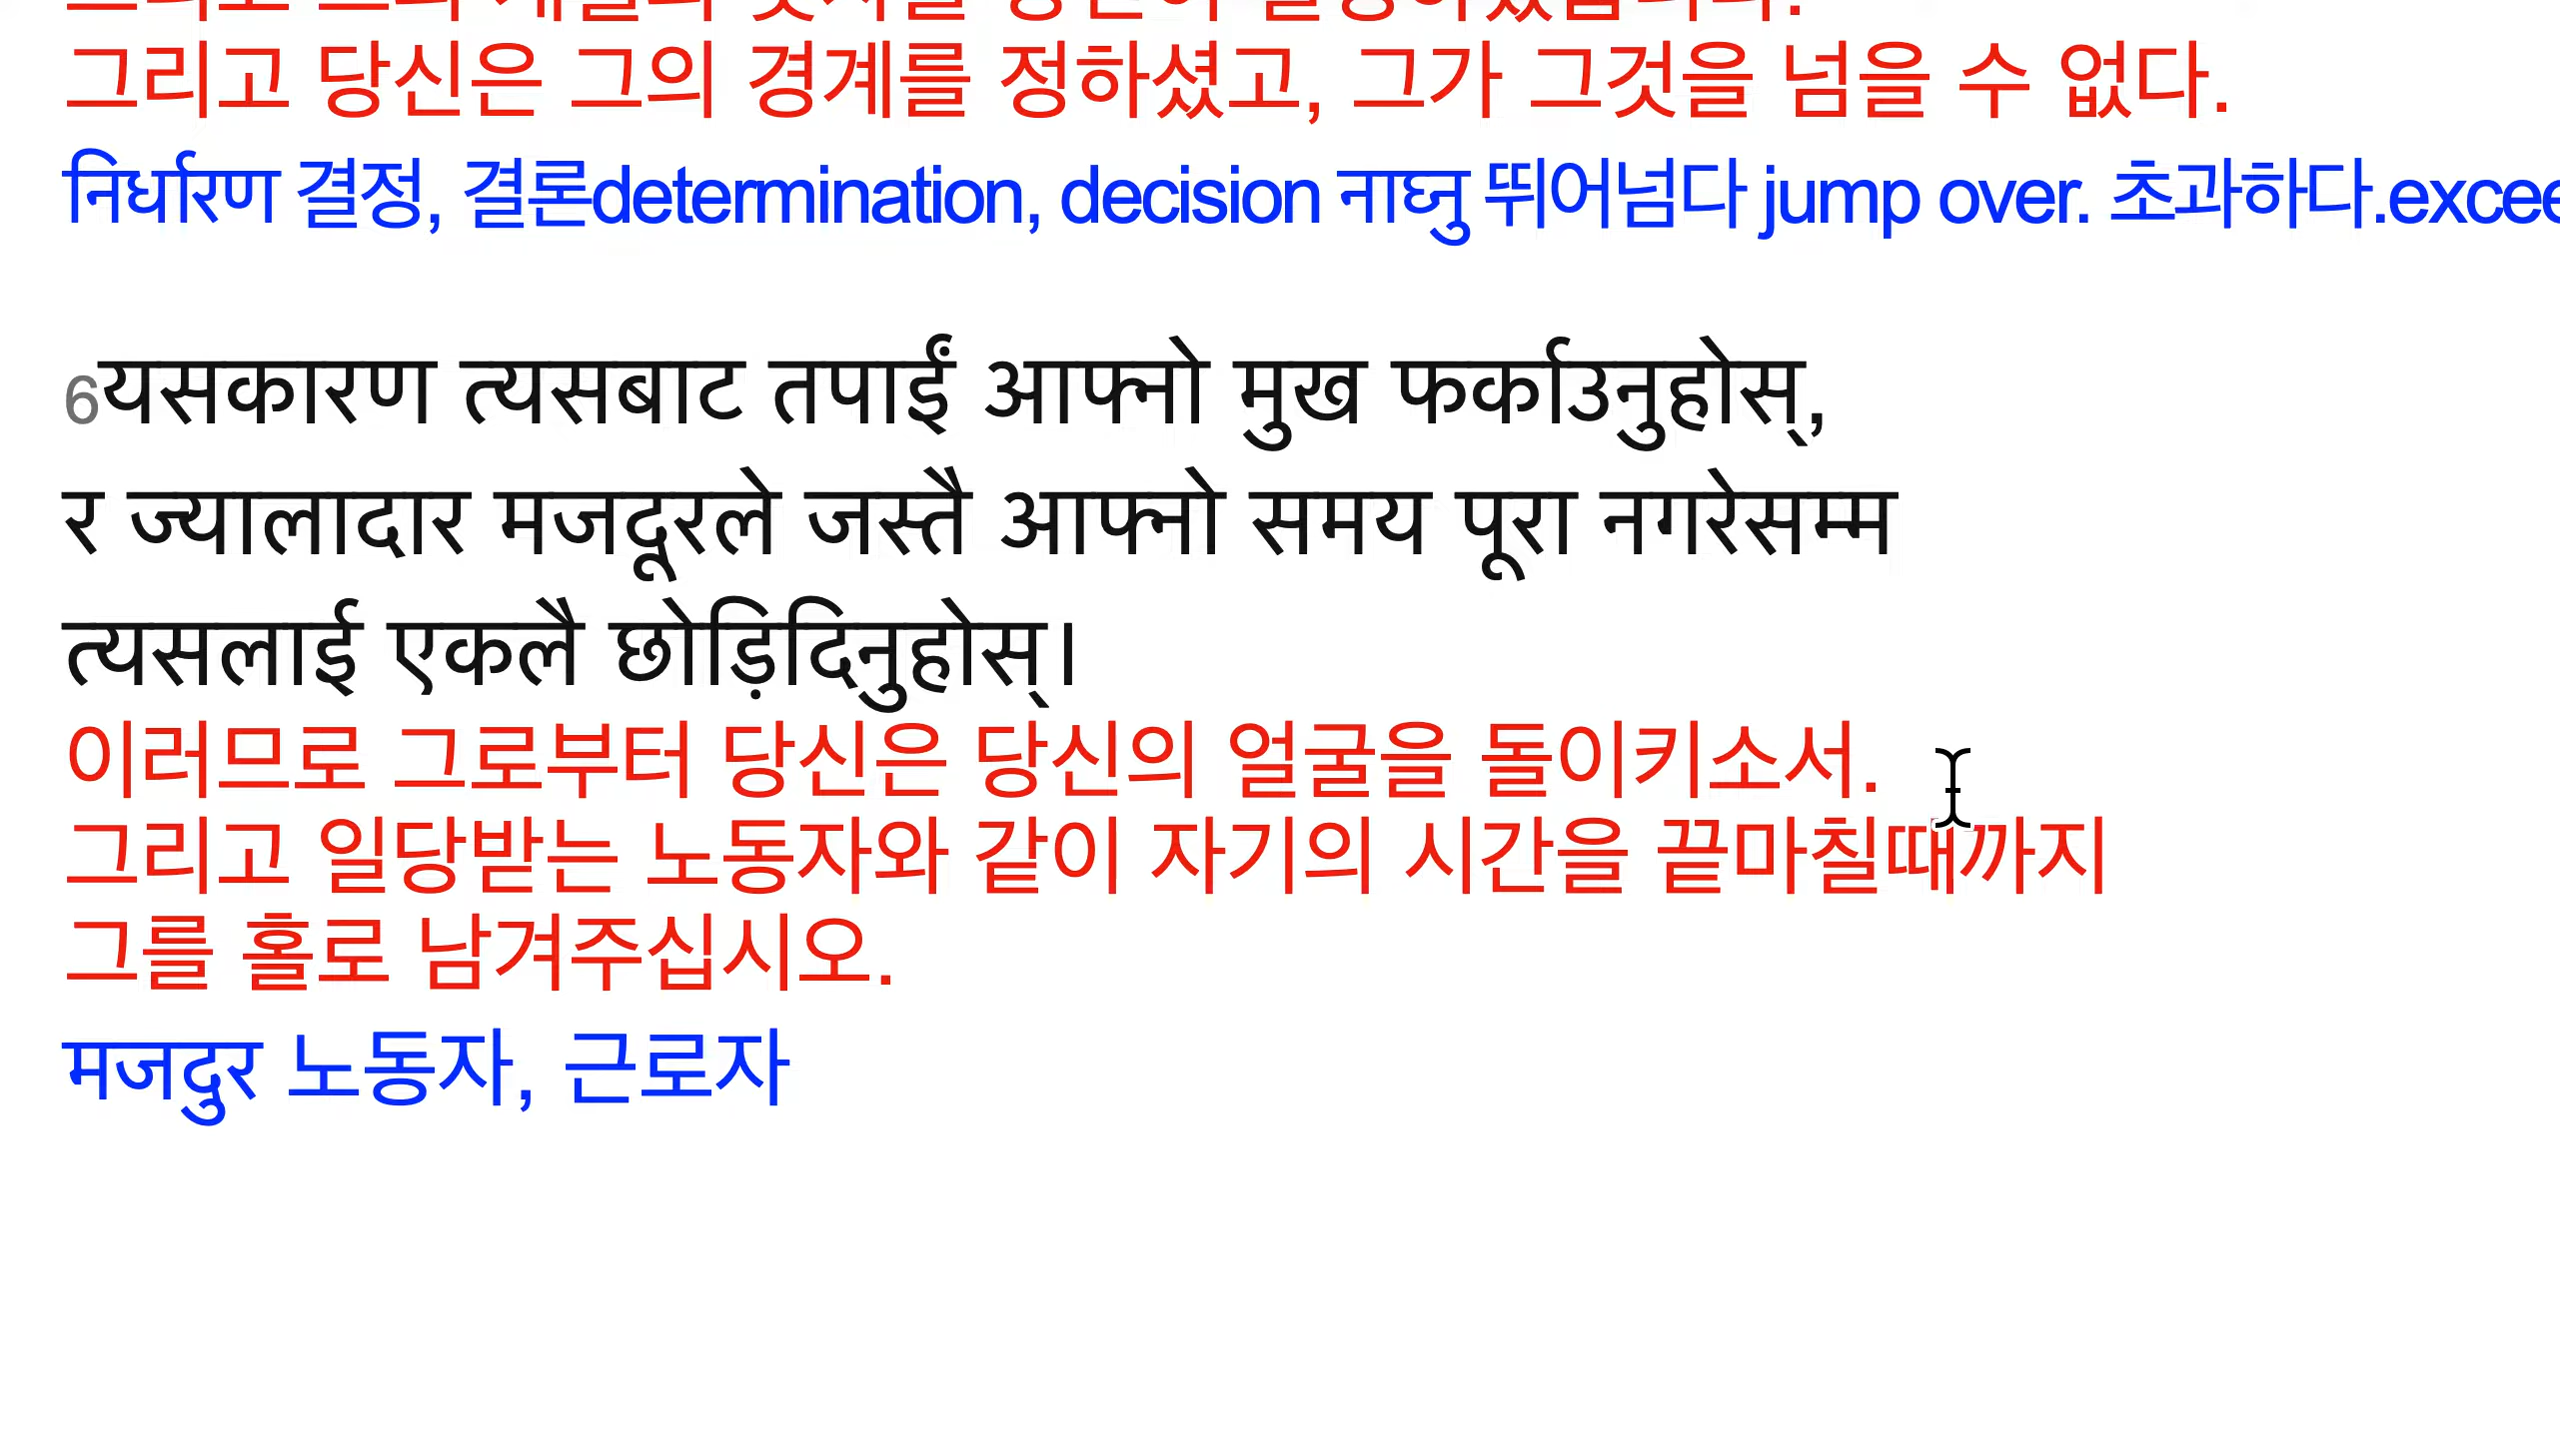 그리고 당신은 그의 경계를 정하셨고, 그가 그것을 넘을 수 없다.
निर्धारण 결정, 결론determination, decision नाघ्नु 뛰어넘다 jump over. 초과하다.excee
6यसकारण त्यसबाट तपाईं आफ्नो मुख फर्काउनुहोस्,
र ज्यालादार मजदूरले जस्तै आफ्नो समय पूरा नगरेसम्म
त्यसलाई एकलै छोड़िदिनुहोस्।
이러므로 그로부터 당신은 당신의 얼굴을 돌이키소서.
그리고 일당받는 노동자와 같이 자기의 시간을 끝마칠때까지
그를 홀로 남겨주십시오.
मजदुर 노동자, 근로자